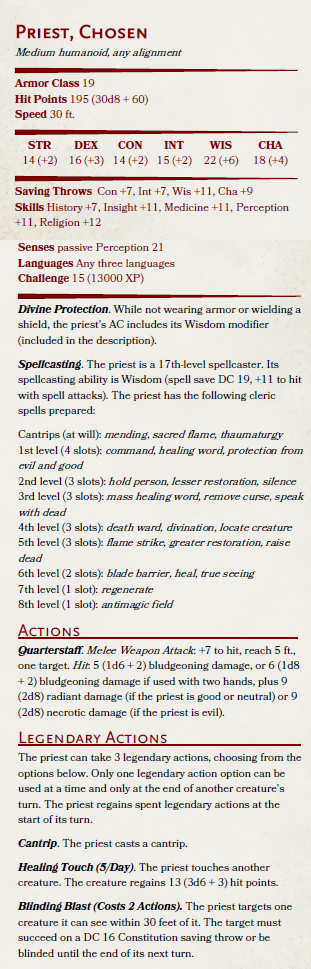 Priest, Chosen
Medium humanoid, any alignment
Armor Class 19
Hit Points 195 (30d8 + 60)
Speed 30 ft.
STR DEX CON INT WIS CHA
14 (+2) 16 (+3) 14 (+2) 15 (+2) 22 (+6) 18 (+4)
Saving Throws Con +7, Int +7, Wis +11, Cha +9
Skills History +7, Insight +11, Medicine +11, Perception
+11, Religion +12
Senses passive Perception 21
Languages Any three languages
Challenge 15 (13000 XP)
Divine Protection. While not wearing armor or wielding a
shield, the priest's AC includes its Wisdom modifier
(included in the description).
Spellcasting. The priest is a 17th-level spellcaster. Its
spellcasting ability is Wisdom (spell save DC 19, +11 to hit
with spell attacks). The priest has the following cleric
spells prepared:
Cantrips (at will): mending, sacred flame, thaumaturgy
1st level (4 slots): command, healing word, protection from
evil and good
2nd level (3 slots): hold person, lesser restoration, silence
3rd level (3 slots): mass healing word, remove curse, speak
with dead
4th level (3 slots): death ward, divination, locate creature
5th level (3 slots): flame strike, greater restoration, raise
dead
6th level (2 slots): blade barrier, heal, true seeing
7th level (1 slot): regenerate
8th level (1 slot): antimagic field
Actions
Quarterstaff. Melee Weapon Attack: +7 to hit, reach 5 ft.,
one target. Hit: 5 (1d6 + 2) bludgeoning damage, or 6 (1d8
+ 2) bludgeoning damage if used with two hands, plus 9
(2d8) radiant damage (if the priest is good or neutral) or 9
(2d8) necrotic damage (if the priest is evil).
Legendary Actions
The priest can take 3 legendary actions, choosing from the
options below. Only one legendary action option can be
used at a time and only at the end of another creature's
turn. The priest regains spent legendary actions at the
start of its turn.
Cantrip. The priest casts a cantrip.
Healing Touch (5/Day). The priest touches another
creature. The creature regains 13 (3d6 + 3) hit points.
Blinding Blast (Costs 2 Actions). The priest targets one
creature it can see within 30 feet of it. The target must
succeed on a DC 16 Constitution saving throw or be
blinded until the end of its next turn.